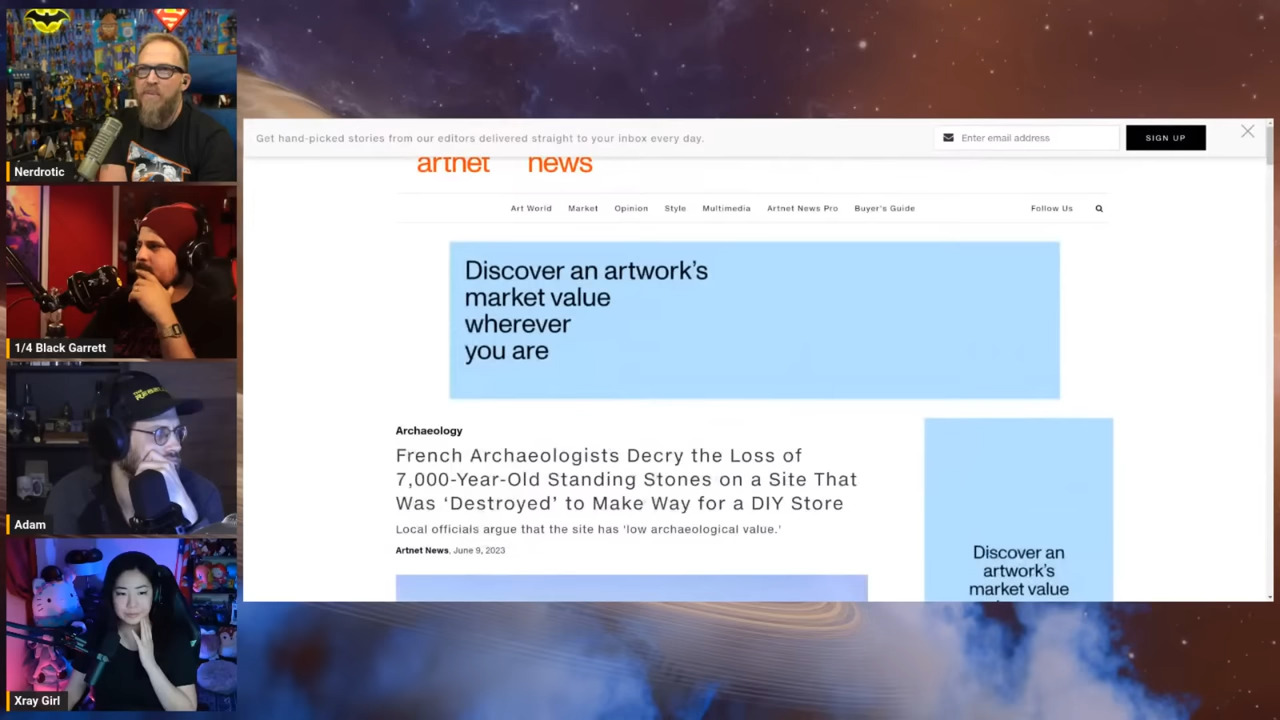 Nerdrotic
1/4 Black Garrett
Adam
Xray Girl
Get hand-picked stories from our editors delivered straight to your inbox every day.
Enter email address
SIGN UP
artnet news
Art World Market Opinion Style Multimedia Artnet News Pro Buyer's Guide Follow Us
Discover an artwork's
market value
wherever
you are
Archaeology
French Archaeologists Decry the Loss of
7,000-Year-Old Standing Stones on a Site That
Was 'Destroyed' to Make Way for a DIY Store
Local officials argue that the site has 'low archaeological value.'
Artnet News, June 9, 2023
Discover an
artwork's
market value